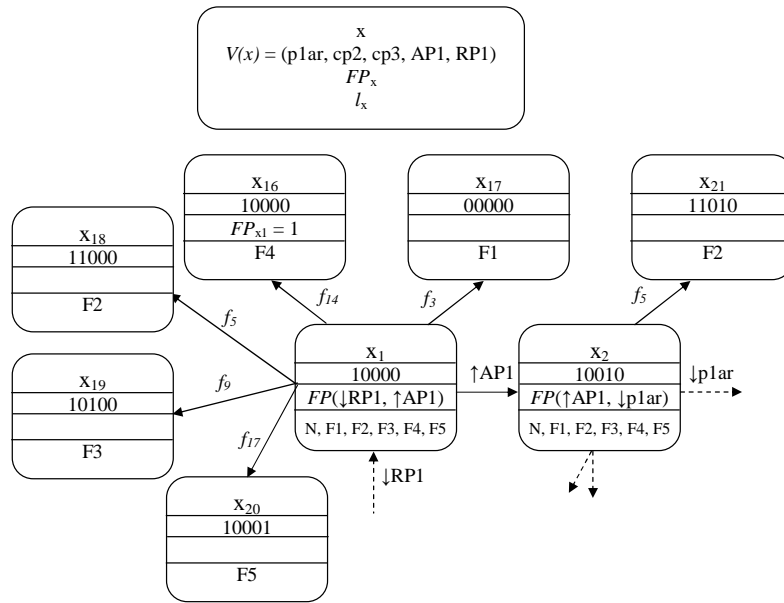 x
V(x) = (p1ar, cp2, cp3, AP1, RP1)
FPx
lx
x16
10000
FPx1 = 1
F4
x17
00000
F1
x21
11010
F2
x18
11000
F2
f14
f3
f5
f5
x19
10100
F3
f9
f17
x1
10000
FP(↓RP1, ↑AP1)
N, F1, F2, F3, F4, F5
↑AP1
x2
10010
FP(↑AP1, ↓p1ar)
N, F1, F2, F3, F4, F5
↓p1ar
↓RP1
x20
10001
F5